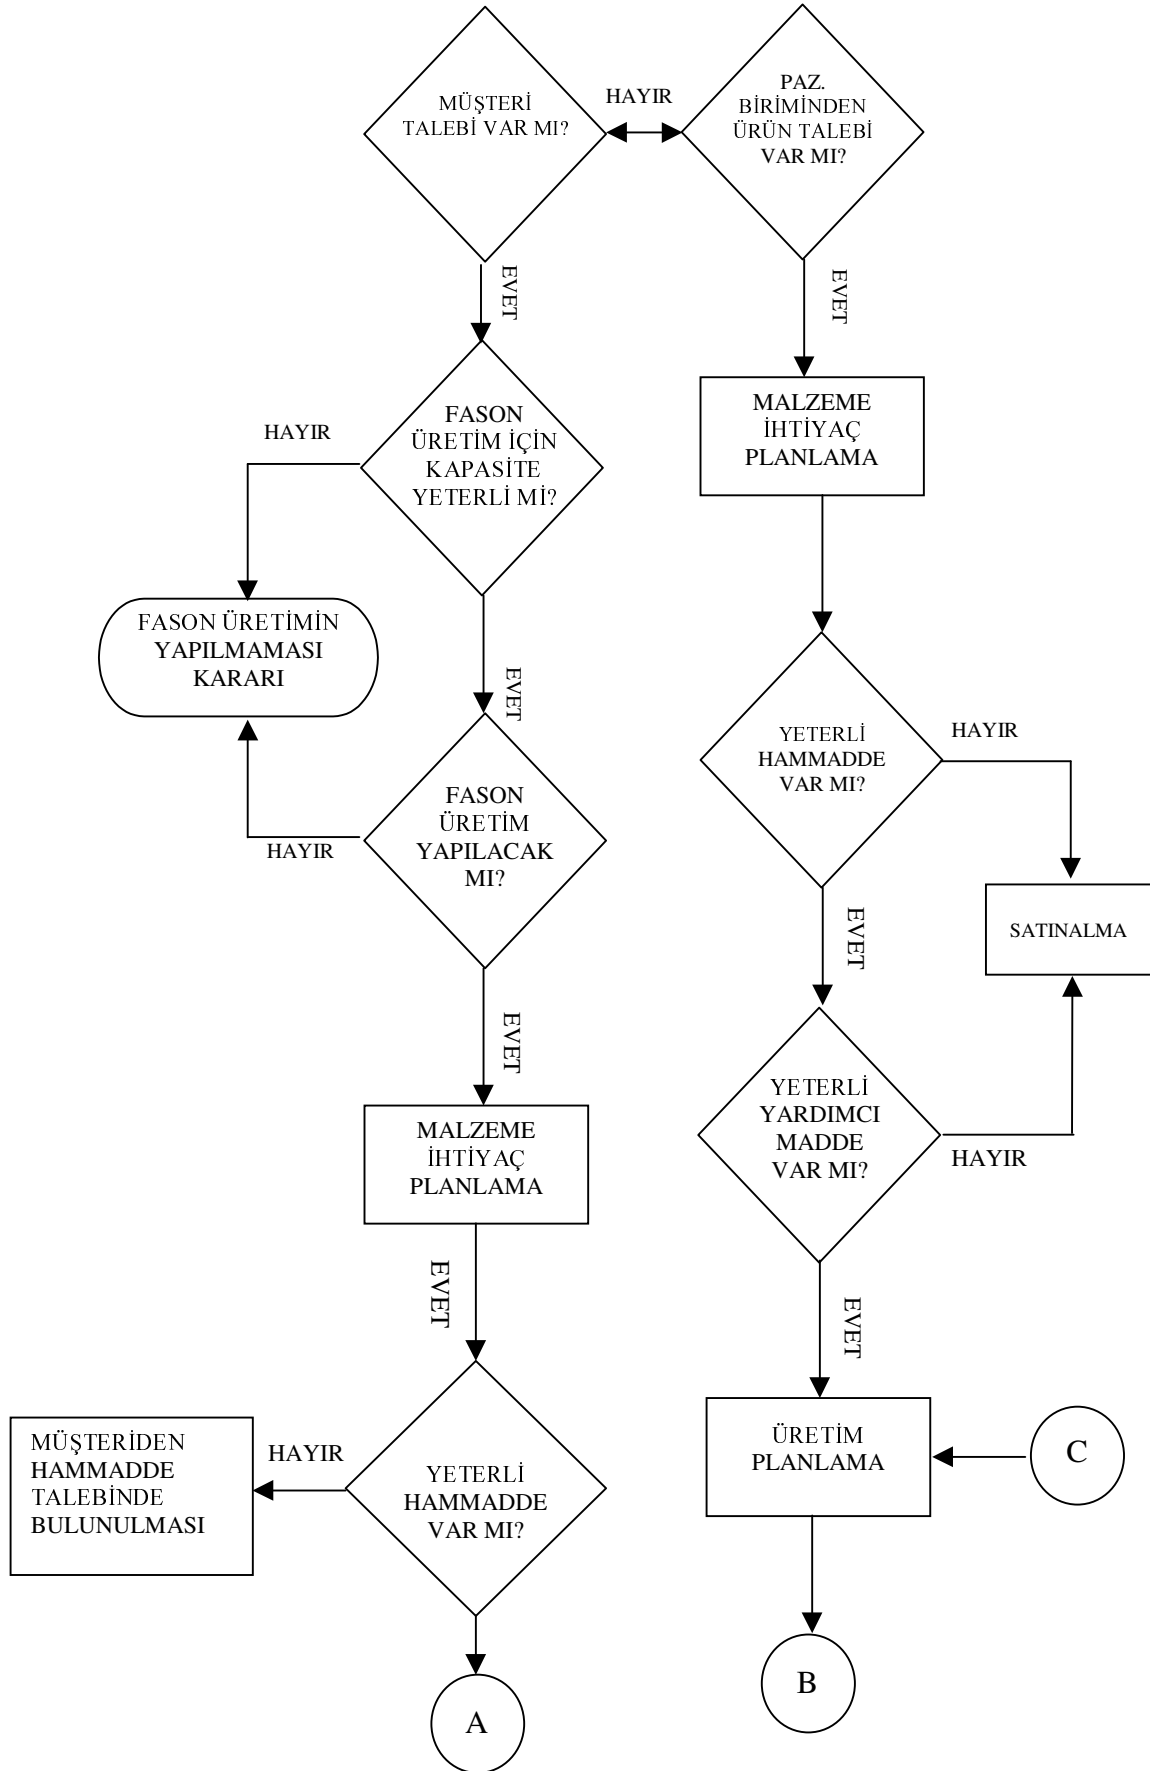 MÜŞTERİ
TALEBİ VAR MI?
HAYIR
PAZ.
BİRİMİNDEN
ÜRÜN TALEBİ
VAR MI?
EVET
EVET
FASON
ÜRETİM İÇİN
KAPASİTE
YETERLİ Mİ?
HAYIR
MALZEME
İHTİYAÇ
PLANLAMA
FASON ÜRETİMİN
YAPILMAMASI
KARARI
EVET
YETERLİ
HAMMADDE
VAR MI?
HAYIR
FASON
ÜRETİM
YAPILACAK
MI?
HAYIR
EVET
SATINALMA
EVET
YETERLİ
YARDIMCI
MADDE
VAR MI?
HAYIR
MALZEME
İHTİYAÇ
PLANLAMA
EVET
EVET
MÜŞTERİDEN
HAMMADDE
TALEBİNDE
BULUNULMASI
HAYIR
YETERLİ
HAMMADDE
VAR MI?
ÜRETİM
PLANLAMA
C
A
B